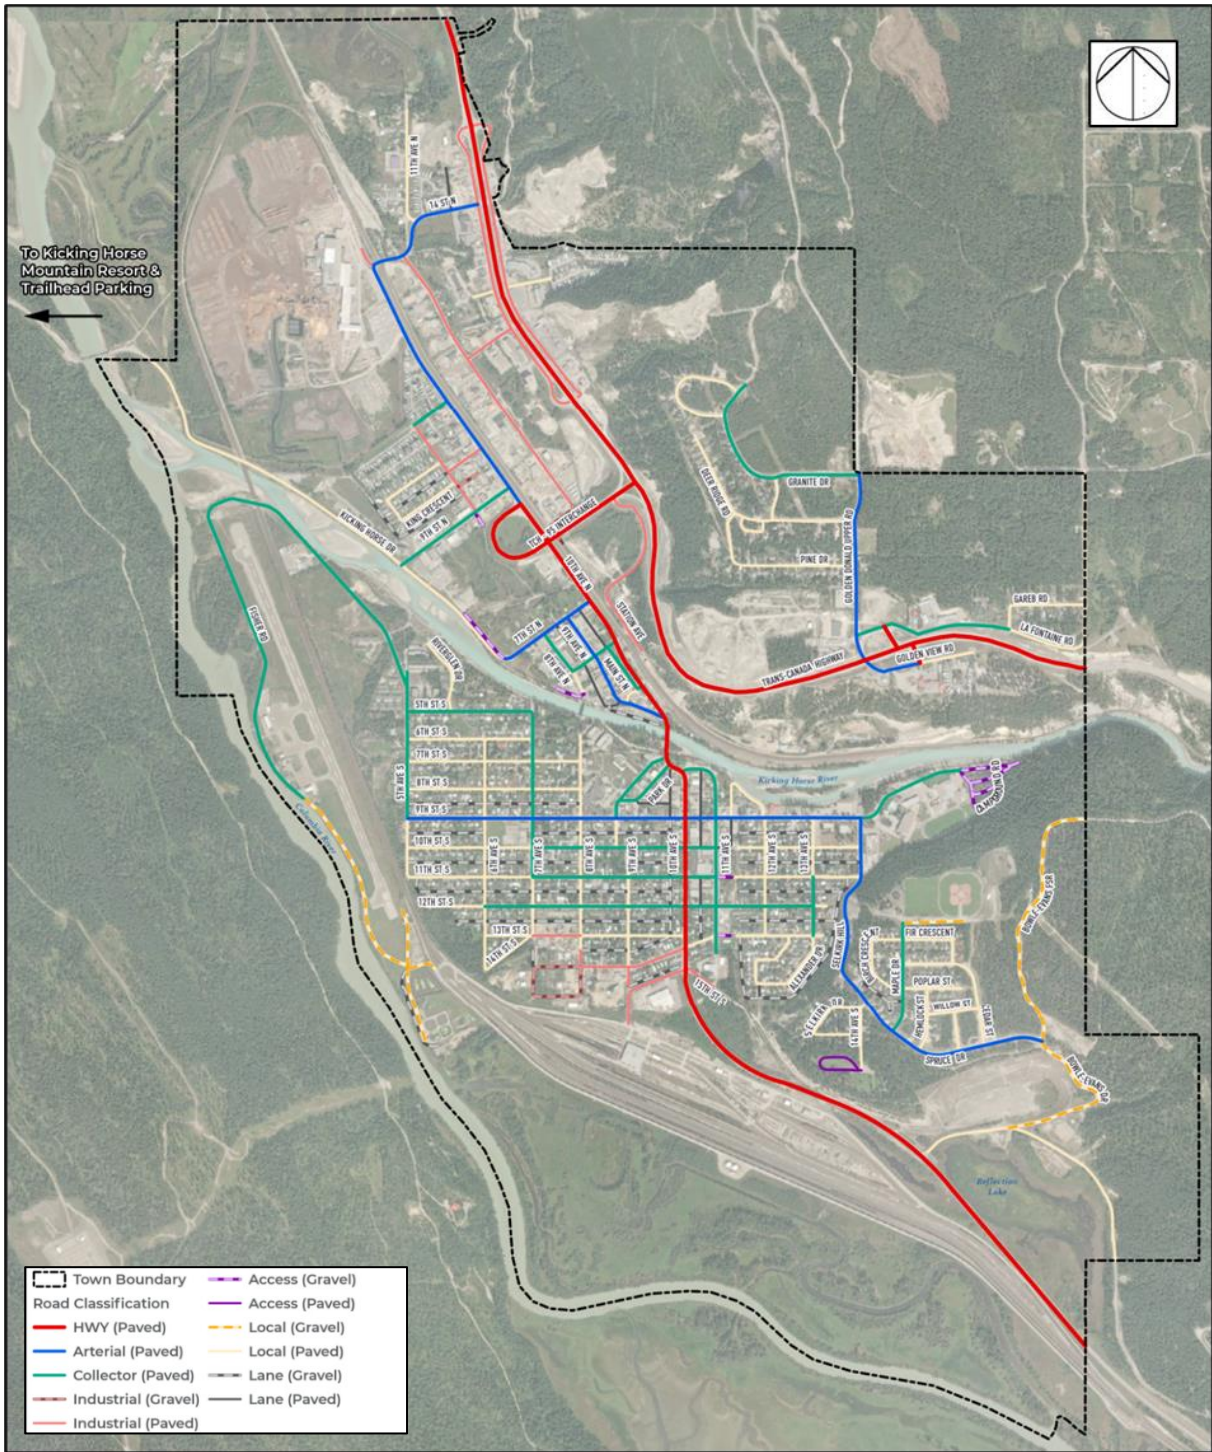 11TH AVE N
14 ST N
To Kicking Horse
Mountain Resort &
Trailhead Parking
DEER RIDGE RD
GRANITE DR
KING CRESCENT
9TH ST. N
KICKING HORSE DR
TCH 95 INTERCHANGE
GOLDEN DONALD UPPER RD
PINE DR
10TH AVE N
STATION AVE
GAREB RD
LA FONTAINE RD
GOLDEN VIEW RD
TRANS-CANADA HIGHWAY
FISHER RD
7TH ST. N
9TH AVE N
8TH AVE N
MAIN ST. N
RIVERGLEN DR
5TH ST S
6TH ST S
7TH ST S
8TH ST S
9TH ST S
5TH AVE S
PARK DR
Kicking Horse River
CAMPGROUND RD
Columbia River
10TH ST S
11TH ST S
12TH ST S
13TH ST S
14TH ST S
15TH ST S
6TH AVE S
7TH AVE S
8TH AVE S
9TH AVE S
10TH AVE S
11TH AVE S
12TH AVE S
13TH AVE S
ALEXANDER DR
SELKIRK HILL
SELKIRK DR
14TH AVE S
FIR CRESCENT
MAPLE DR
POPLAR ST
HEMLOCK ST
WILLOW ST
CEDAR ST
SPRUCE DR
BOWLE-EVANS FSR
BOWLE-EVANS DR
Reflection
Lake
Town Boundary
Road Classification
HWY (Paved)
Arterial (Paved)
Collector (Paved)
Industrial (Gravel)
Industrial (Paved)
Access (Gravel)
Access (Paved)
Local (Gravel)
Local (Paved)
Lane (Gravel)
Lane (Paved)